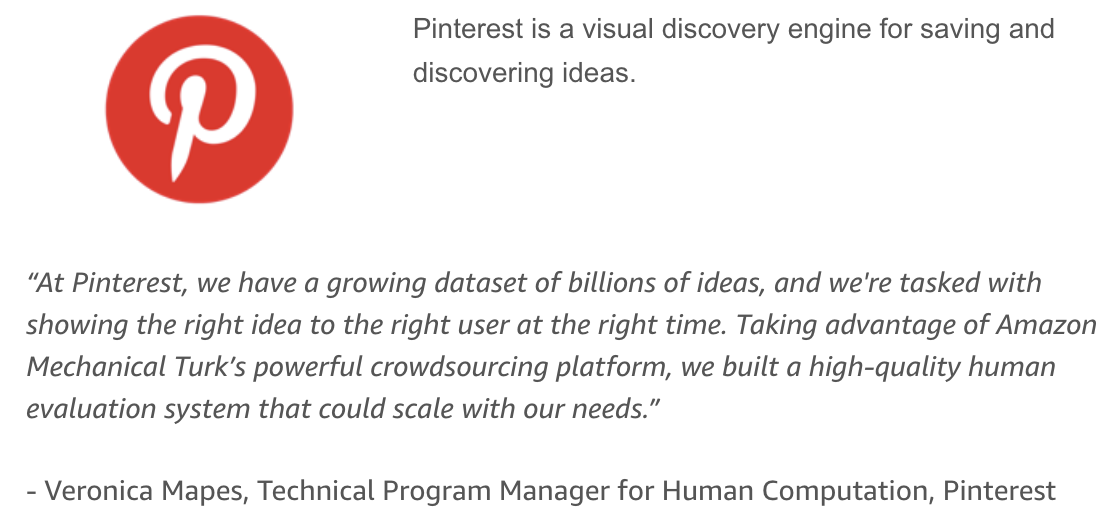 Pinterest is a visual discovery engine for saving and
discovering ideas.
“At Pinterest, we have a growing dataset of billions of ideas, and we're tasked with
showing the right idea to the right user at the right time. Taking advantage of Amazon
Mechanical Turk’s powerful crowdsourcing platform, we built a high-quality human
evaluation system that could scale with our needs.”
- Veronica Mapes, Technical Program Manager for Human Computation, Pinterest